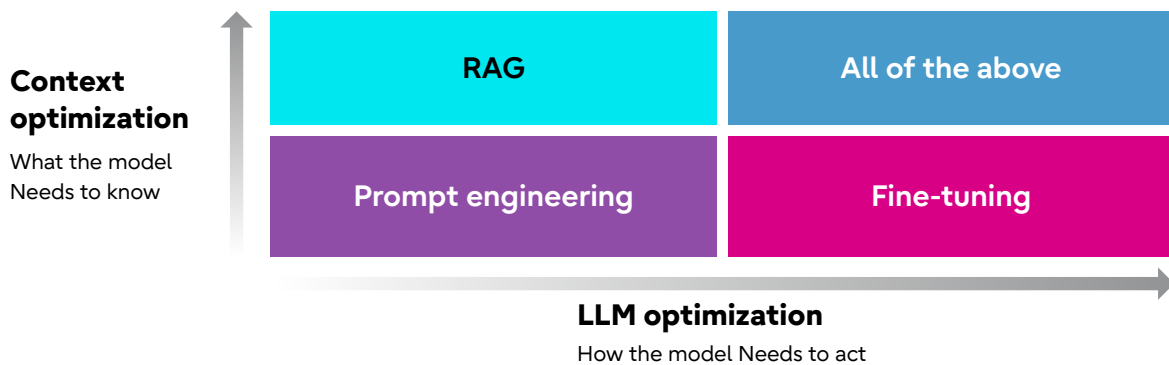 RAG
All of the above
Context
optimization
What the model
Needs to know
Prompt engineering
Fine-tuning
LLM optimization
How the model Needs to act